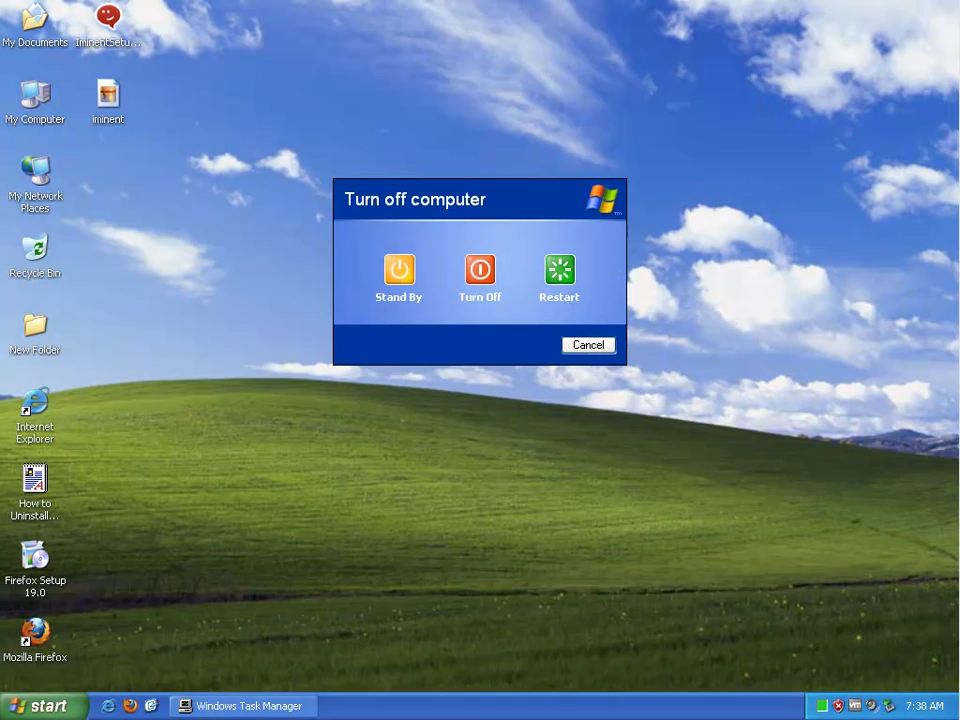 My Documents
IminentSetu...
My Computer
iminent
My Network
Places
Recycle Bin
New Folder
Internet
Explorer
How to
Uninstall...
Firefox Setup
19.0
Mozilla Firefox
Turn off computer
Stand By
Turn Off
Restart
Cancel
start
Windows Task Manager
7:38 AM